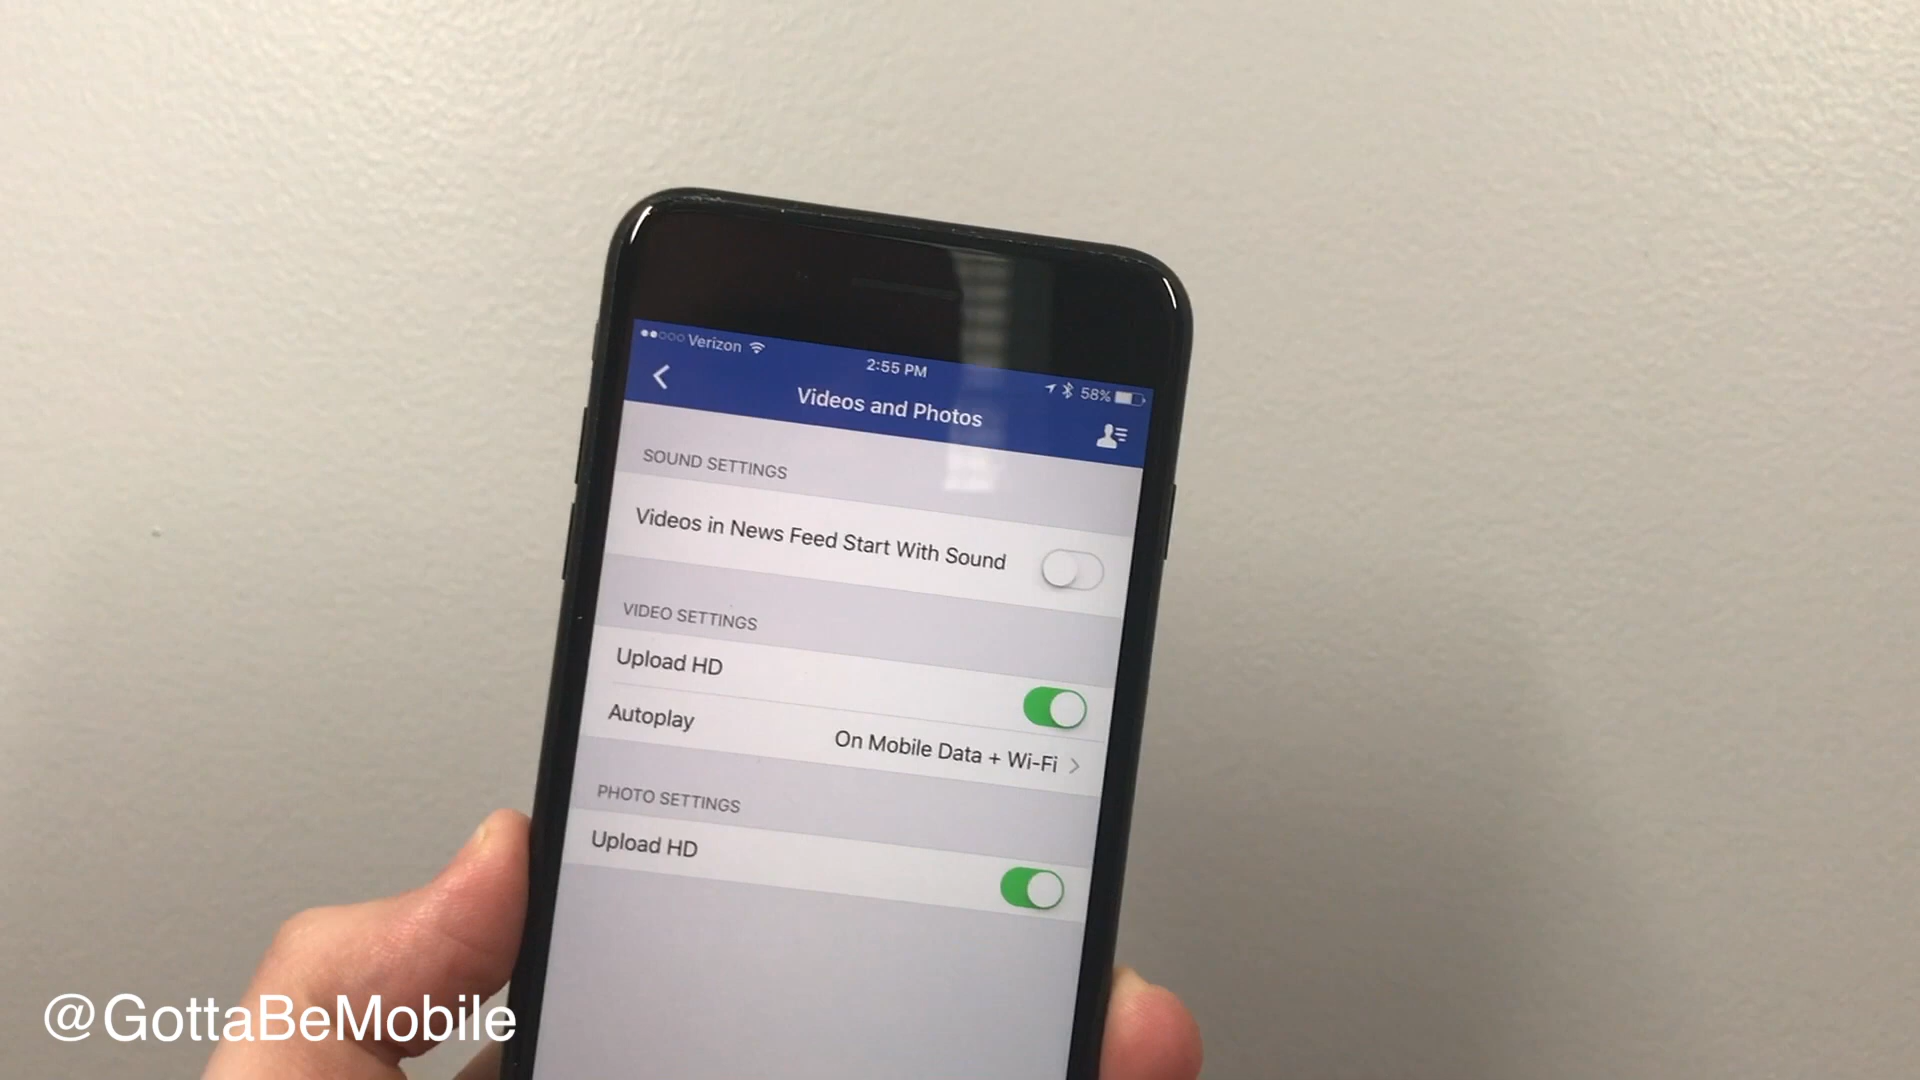 Verizon
2:55 PM
58%
Videos and Photos
SOUND SETTINGS
Videos in News Feed Start With Sound
VIDEO SETTINGS
Upload HD
Autoplay On Mobile Data + Wi-Fi
PHOTO SETTINGS
Upload HD
@GottaBeMobile